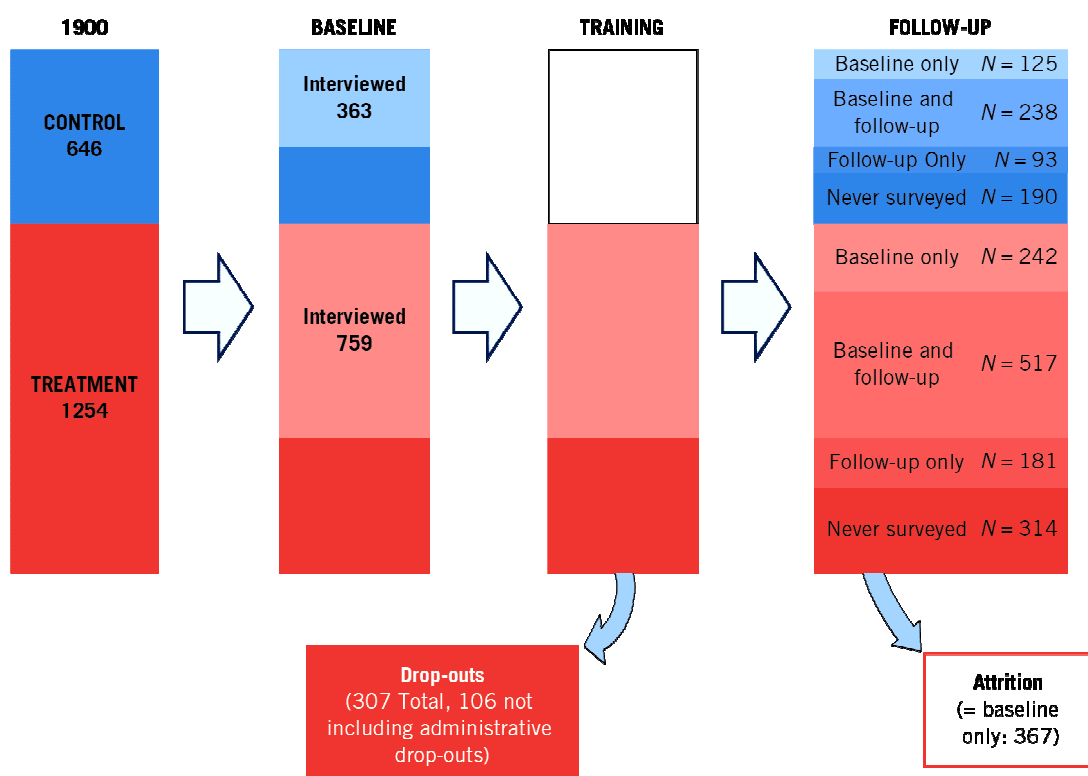 1900
BASELINE
TRAINING
FOLLOW-UP
CONTROL
646
Interviewed
363
TREATMENT
1254
Interviewed
759
Baseline only N = 125
Baseline and
follow-up N = 238
Follow-up Only N = 93
Never surveyed N = 190
Baseline only N = 242
Baseline and
follow-up N = 517
Follow-up only N = 181
Never surveyed N = 314
Drop-outs
(307 Total, 106 not
including administrative
drop-outs)
Attrition
(= baseline
only: 367)